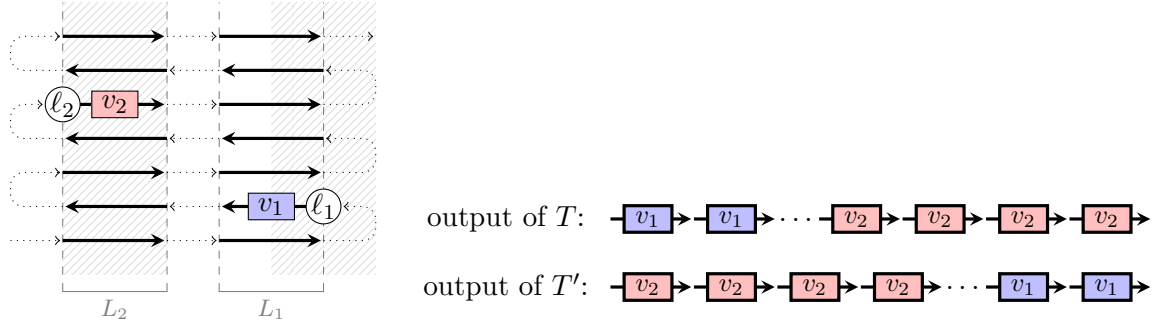 ℓ₂ v₂
v₁ ℓ₁
L₂ L₁
output of T: v₁ v₁ ··· v₂ v₂ v₂ v₂
output of T′: v₂ v₂ v₂ v₂ ··· v₁ v₁